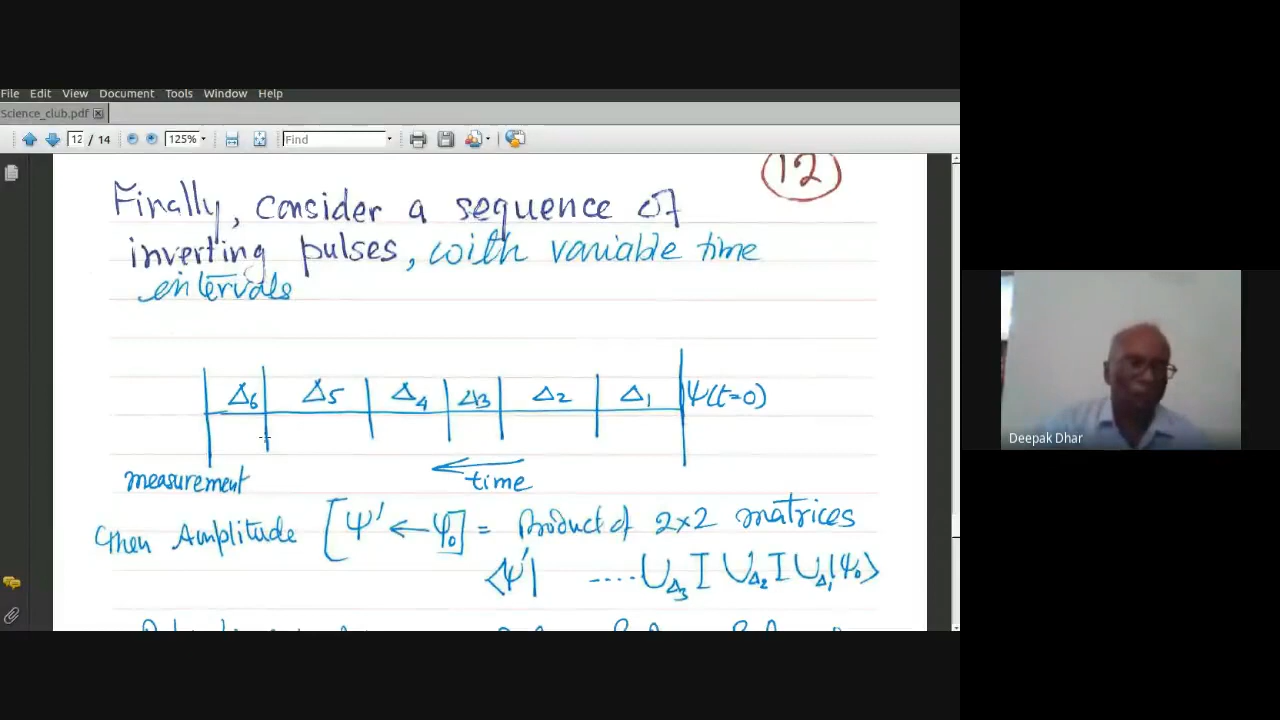 File Edit View Document Tools Window Help
Science_club.pdf
12 / 14 125% Find
12
Finally, consider a sequence of
inverting pulses, with variable time
intervals
Δ6 Δ5 Δ4 Δ3 Δ2 Δ1 Ψ(t=0)
measurement
time
then Amplitude [Ψ' ← Ψ0] = Product of 2×2 matrices
⟨Ψ'| ....UΔ3 I UΔ2 I UΔ1|Ψ0⟩
Deepak Dhar